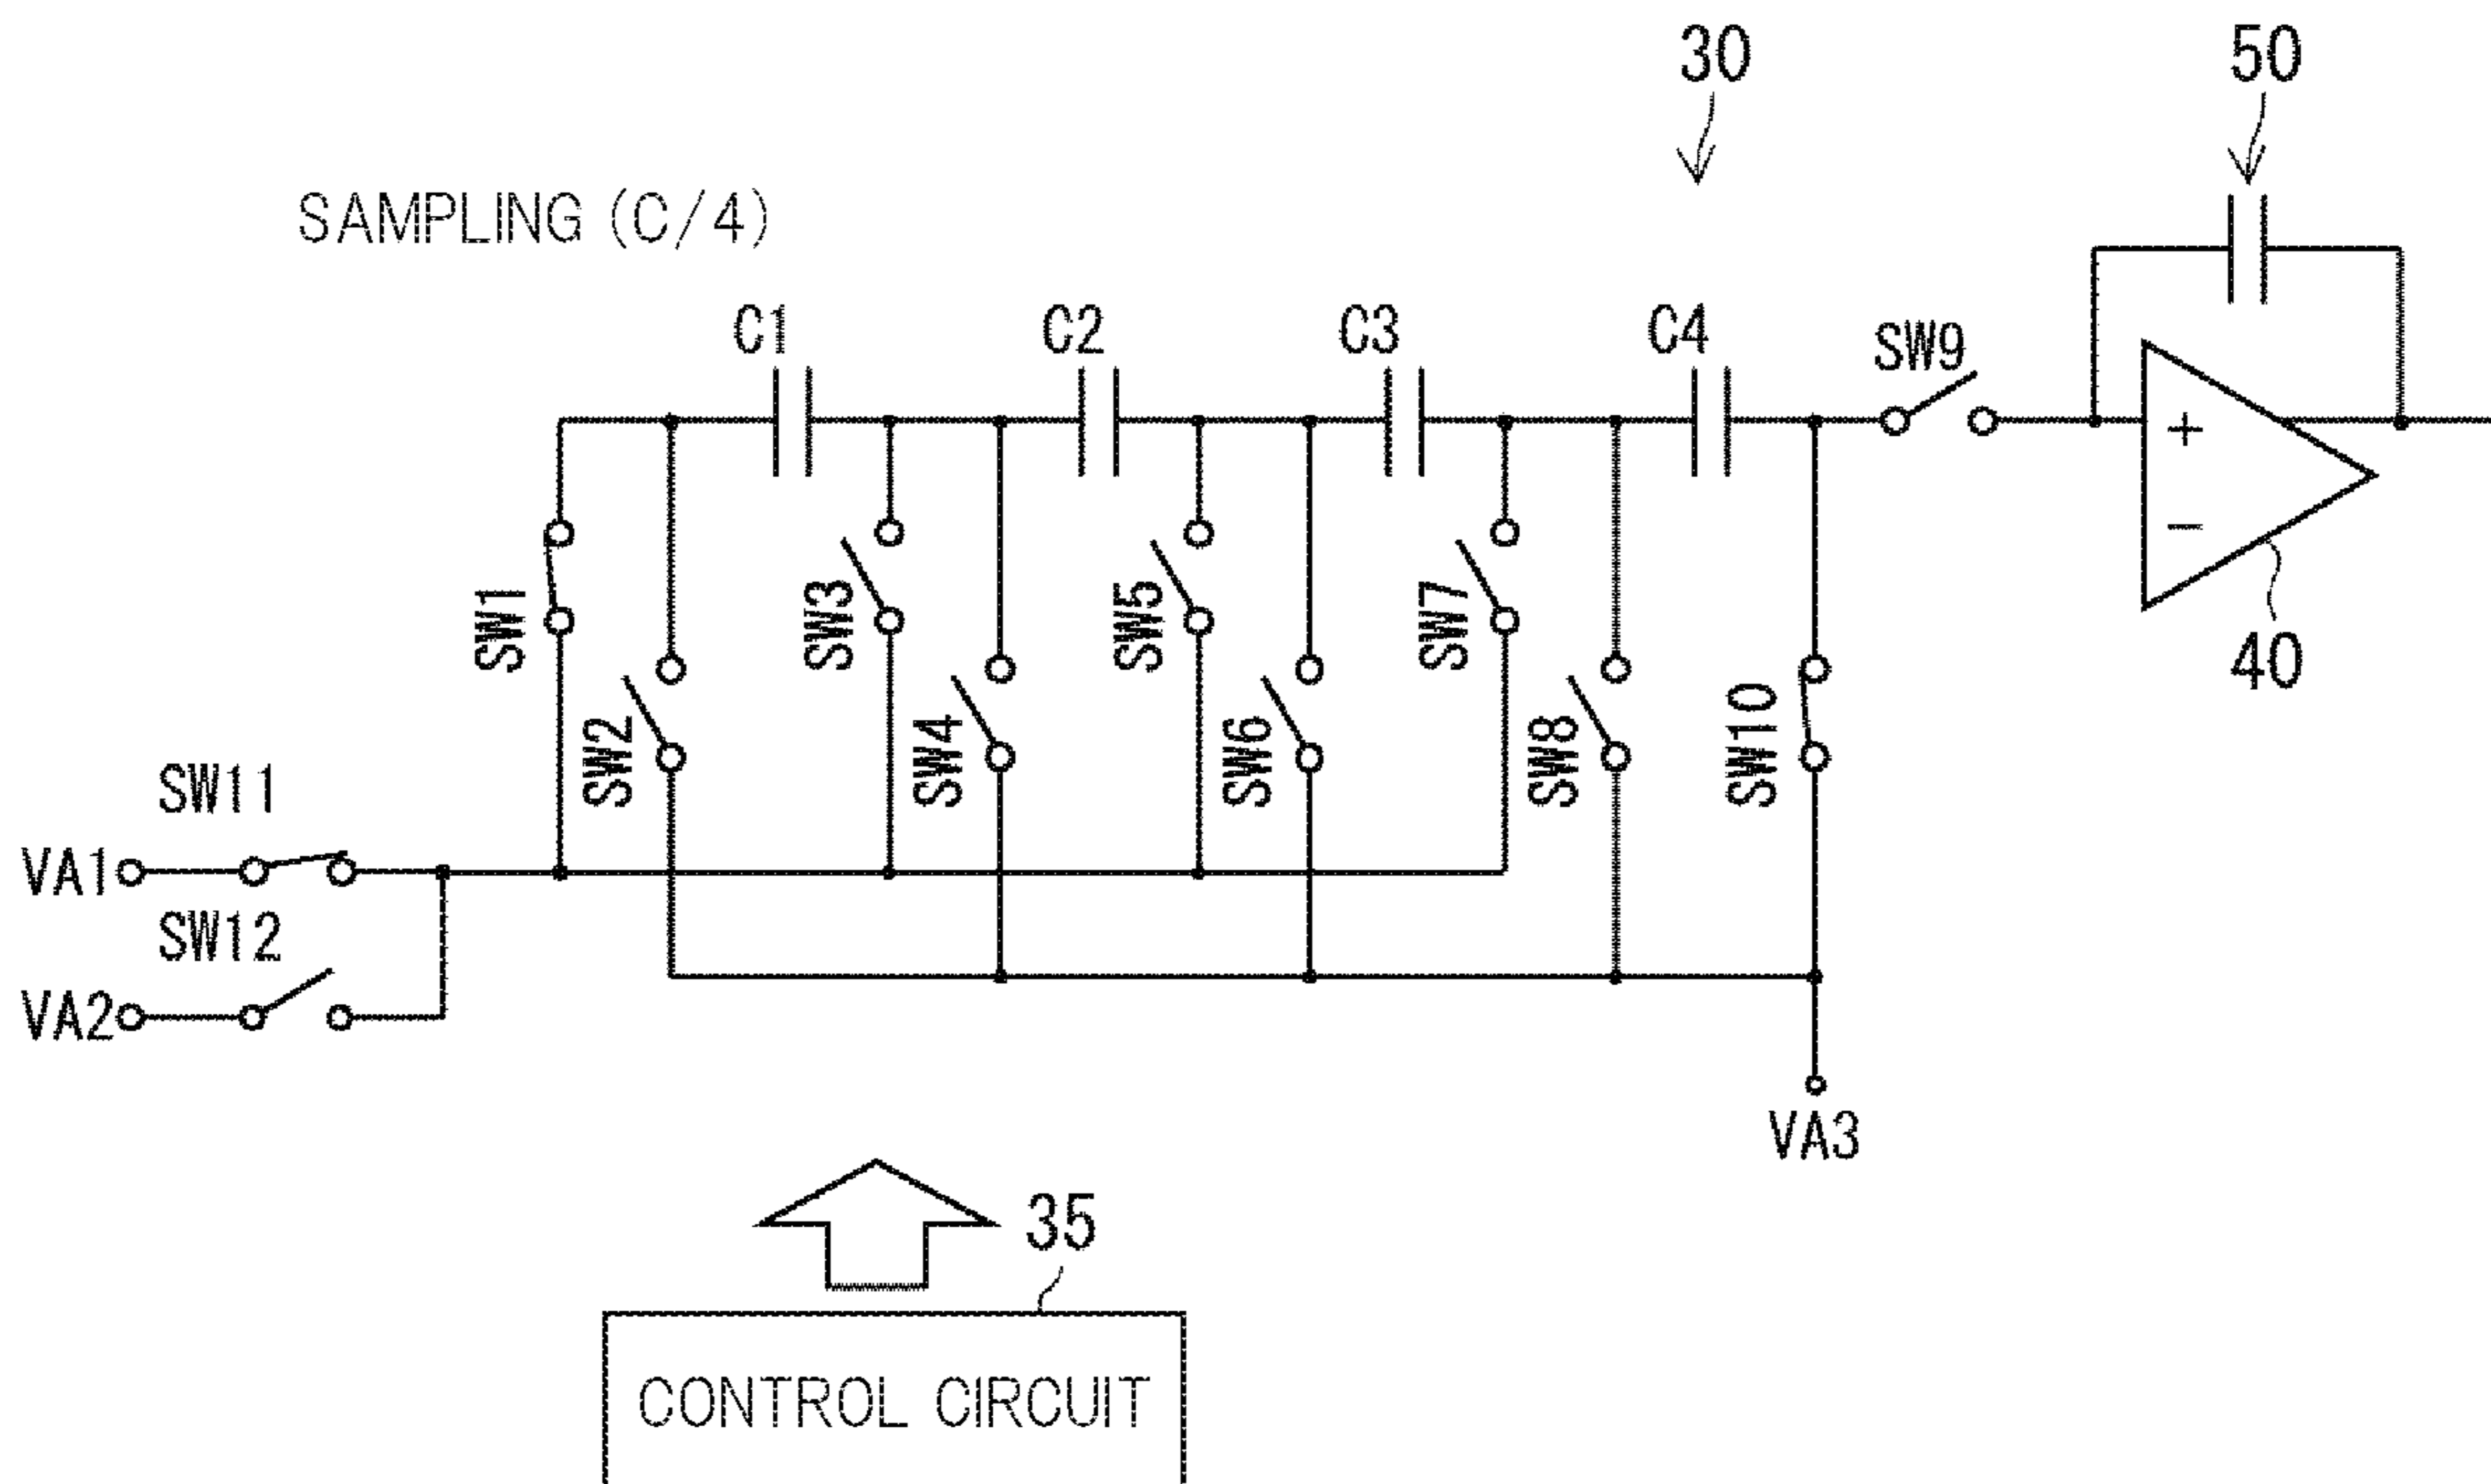 30
50
SAMPLING (C/4)
C1
C2
C3
C4
SW9
+
−
SW1
SW3
SW5
SW7
40
SW2
SW4
SW6
SW8
SW10
SW11
VA1
SW12
VA2
VA3
35
CONTROL CIRCUIT